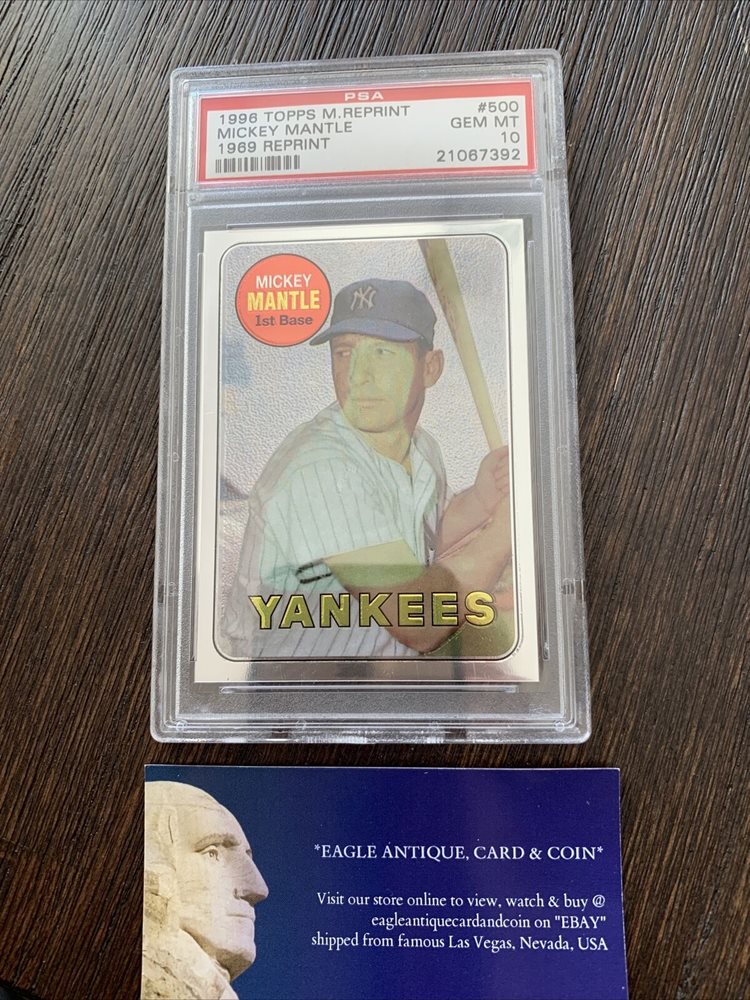 PSA
1996 TOPPS M.REPRINT #500
MICKEY MANTLE GEM MT
1969 REPRINT 10
21067392
MICKEY
MANTLE
1st Base
NY
YANKEES
*EAGLE ANTIQUE, CARD & COIN*
Visit our store online to view, watch & buy @
eagleantiquecardandcoin on "EBAY"
shipped from famous Las Vegas, Nevada, USA